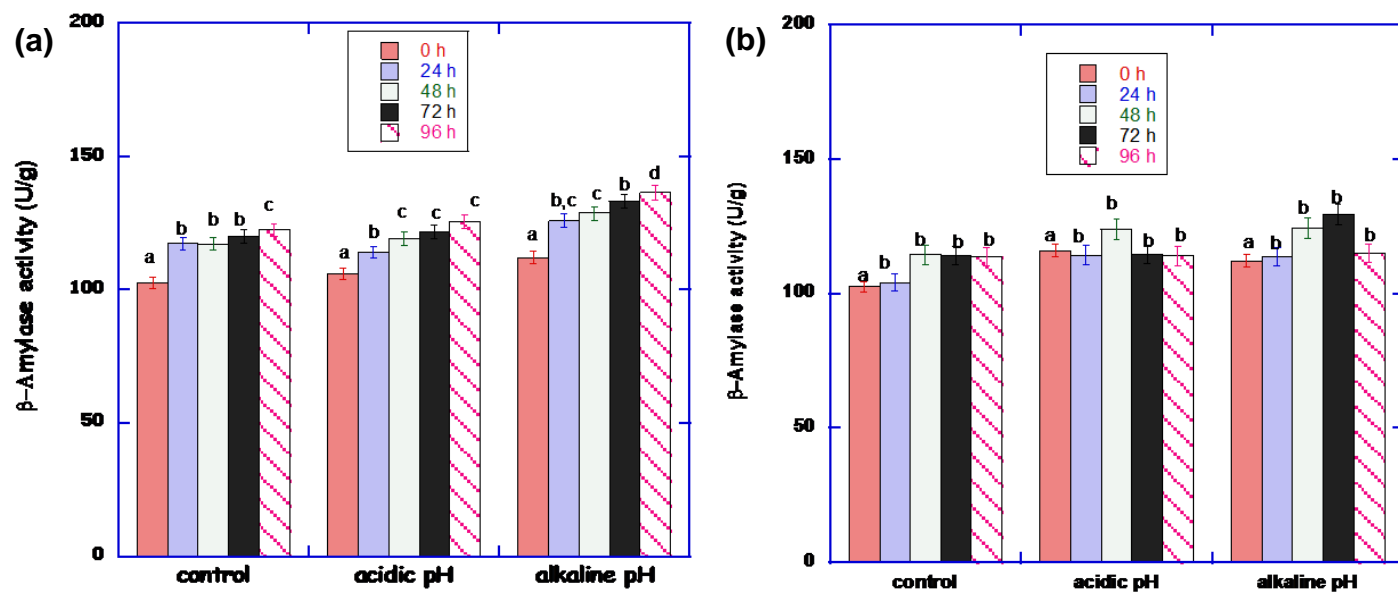 (a)
200
150
100
50
0
β-Amylase activity (U/g)
0 h
24 h
48 h
72 h
96 h
a b b b c
a b c c c
a b,c c b d
control acidic pH alkaline pH
(b)
200
150
100
50
0
β-Amylase activity (U/g)
0 h
24 h
48 h
72 h
96 h
a b b b b
a b b b b
a b b b b
control acidic pH alkaline pH